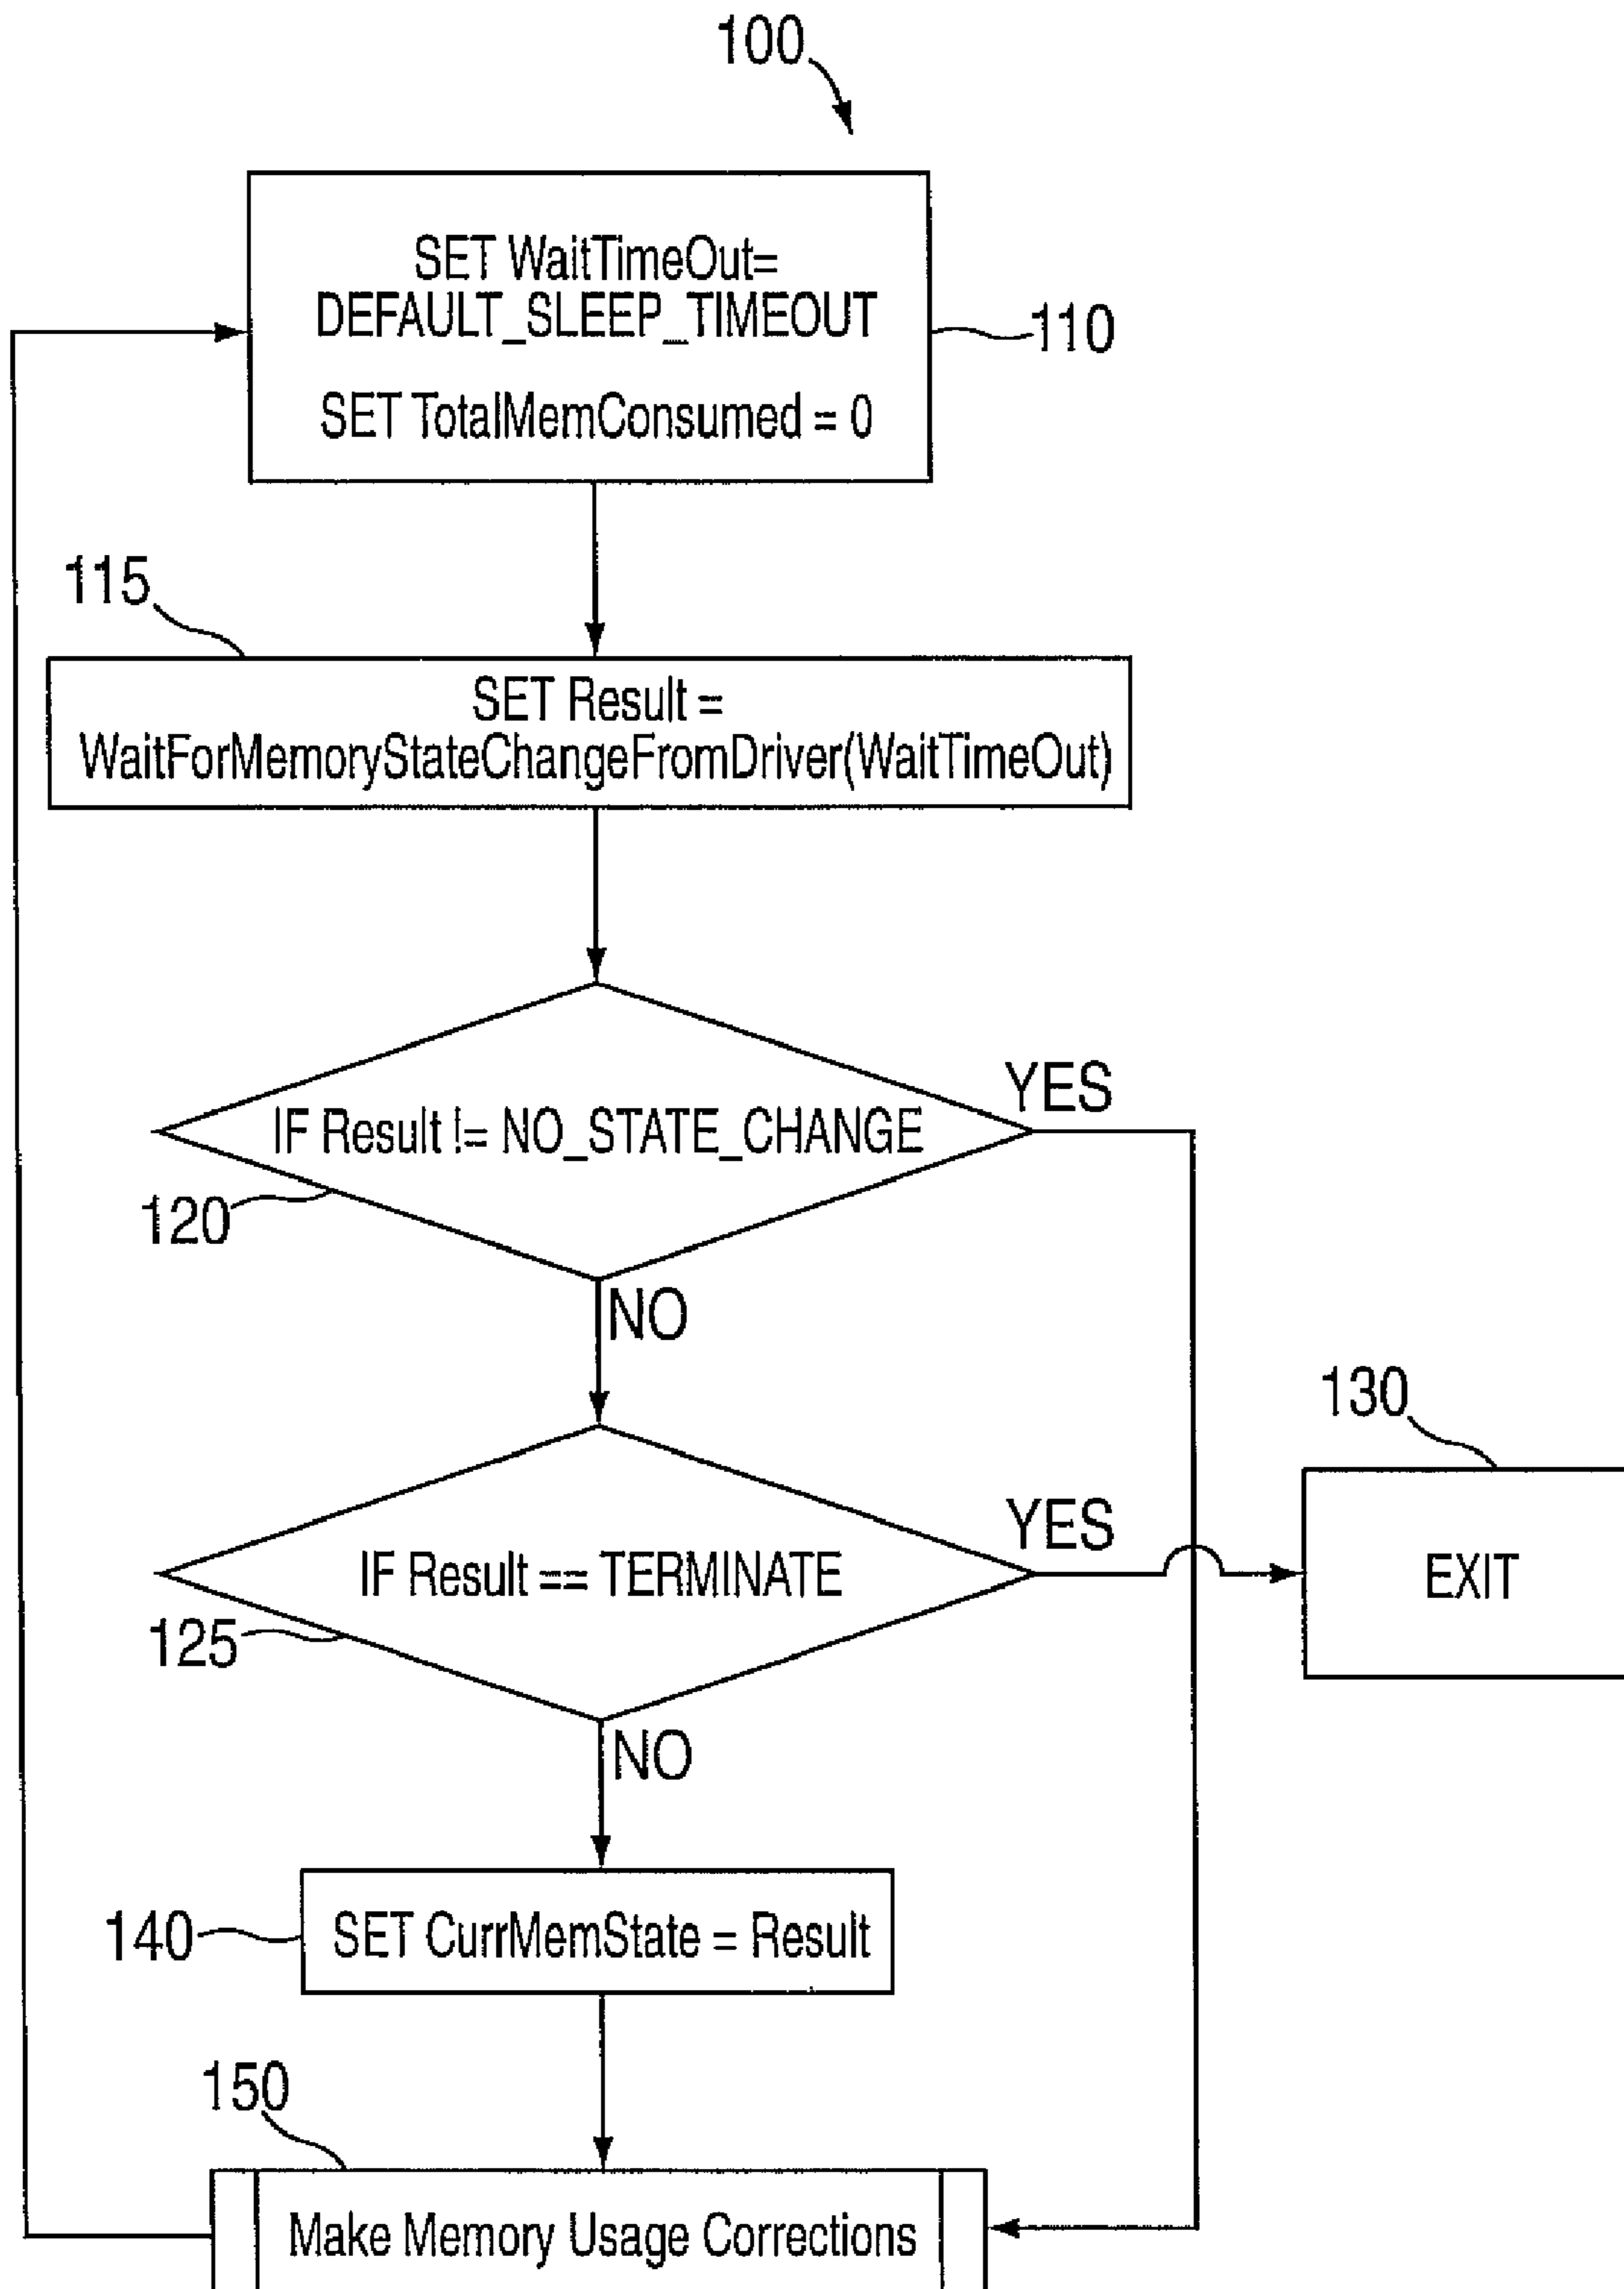 100
SET WaitTimeOut=
DEFAULT_SLEEP_TIMEOUT
SET TotalMemConsumed = 0
110
115
SET Result =
WaitForMemoryStateChangeFromDriver(WaitTimeOut)
IF Result != NO_STATE_CHANGE
YES
120
NO
130
IF Result == TERMINATE
YES
EXIT
125
NO
140
SET CurrMemState = Result
150
Make Memory Usage Corrections